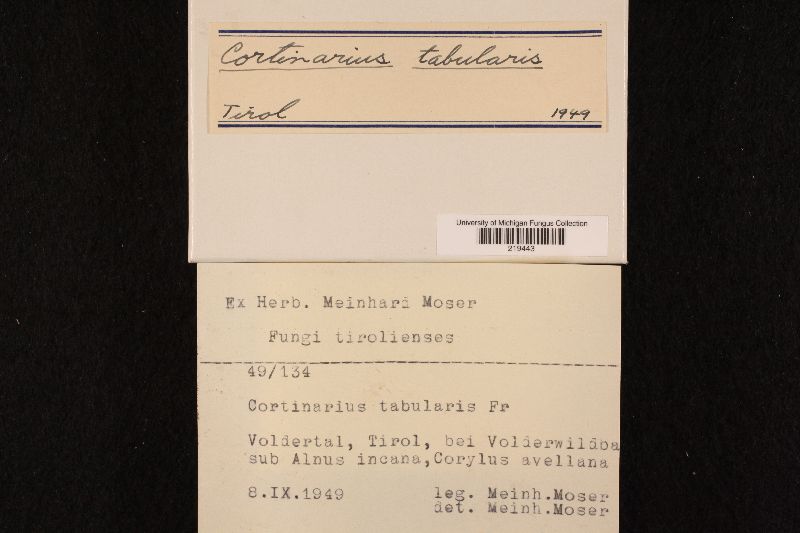 Cortinarius tabularis
Tirol 1949
University of Michigan Fungus Collection
219443
Ex Herb. Meinhari Moser
Fungi tirolienses
49/134
Cortinarius tabularis Fr
Voldertal, Tirol, bei Volderwildba
sub Alnus incana,Corylus avellana
8.IX.1949 leg. Meinh.Moser
det. Meinh.Moser